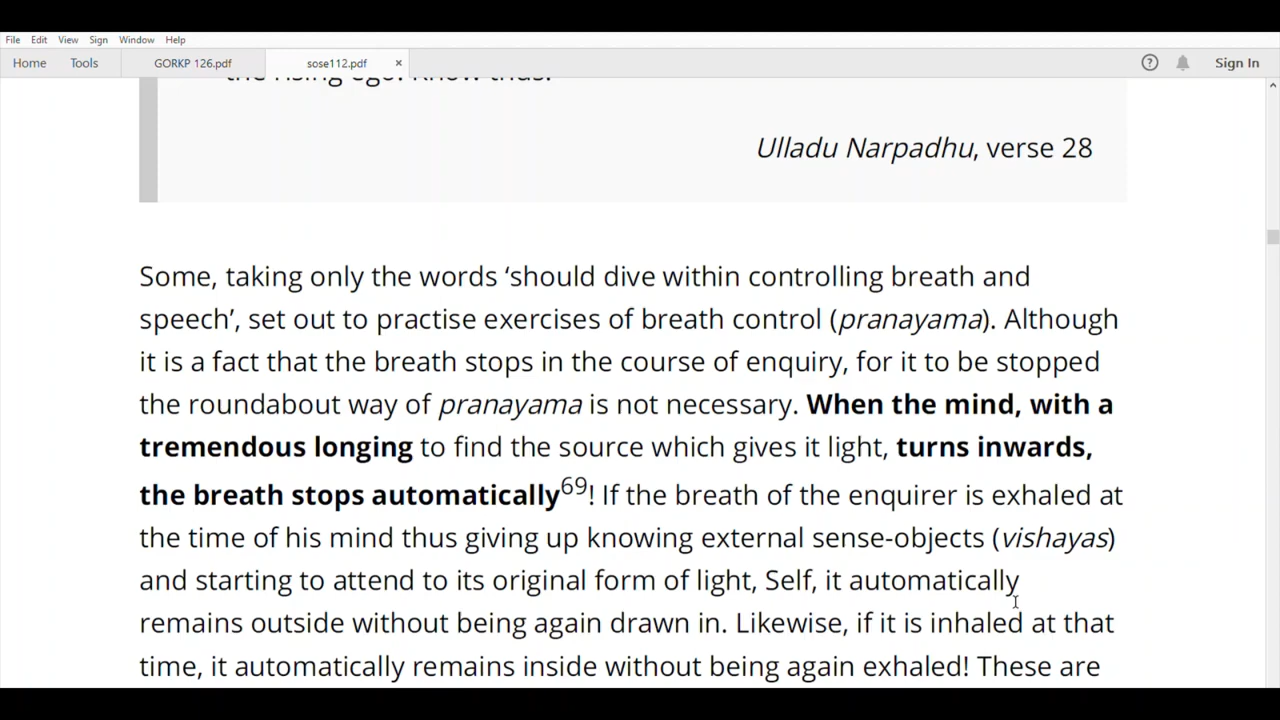 File Edit View Sign Window Help
Home Tools GORKP 126.pdf sose112.pdf × ? Sign In
the rising ego. Know thus.
Ulladu Narpadhu, verse 28
Some, taking only the words ‘should dive within controlling breath and
speech’, set out to practise exercises of breath control (pranayama). Although
it is a fact that the breath stops in the course of enquiry, for it to be stopped
the roundabout way of pranayama is not necessary. When the mind, with a
tremendous longing to find the source which gives it light, turns inwards,
the breath stops automatically69! If the breath of the enquirer is exhaled at
the time of his mind thus giving up knowing external sense-objects (vishayas)
and starting to attend to its original form of light, Self, it automatically
remains outside without being again drawn in. Likewise, if it is inhaled at that
time, it automatically remains inside without being again exhaled! These are